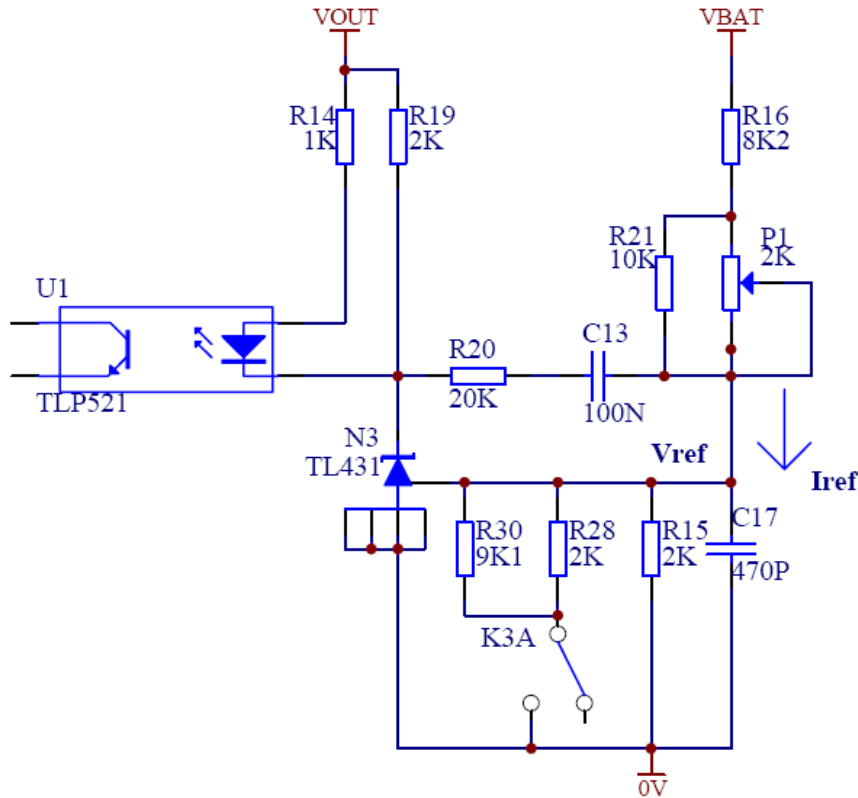 VOUT
VBAT
R14
1K
R19
2K
R16
8K2
R21
10K
P1
2K
U1
TLP521
R20
20K
C13
100N
N3
TL431
Vref
Iref
R30
9K1
R28
2K
R15
2K
C17
470P
K3A
0V